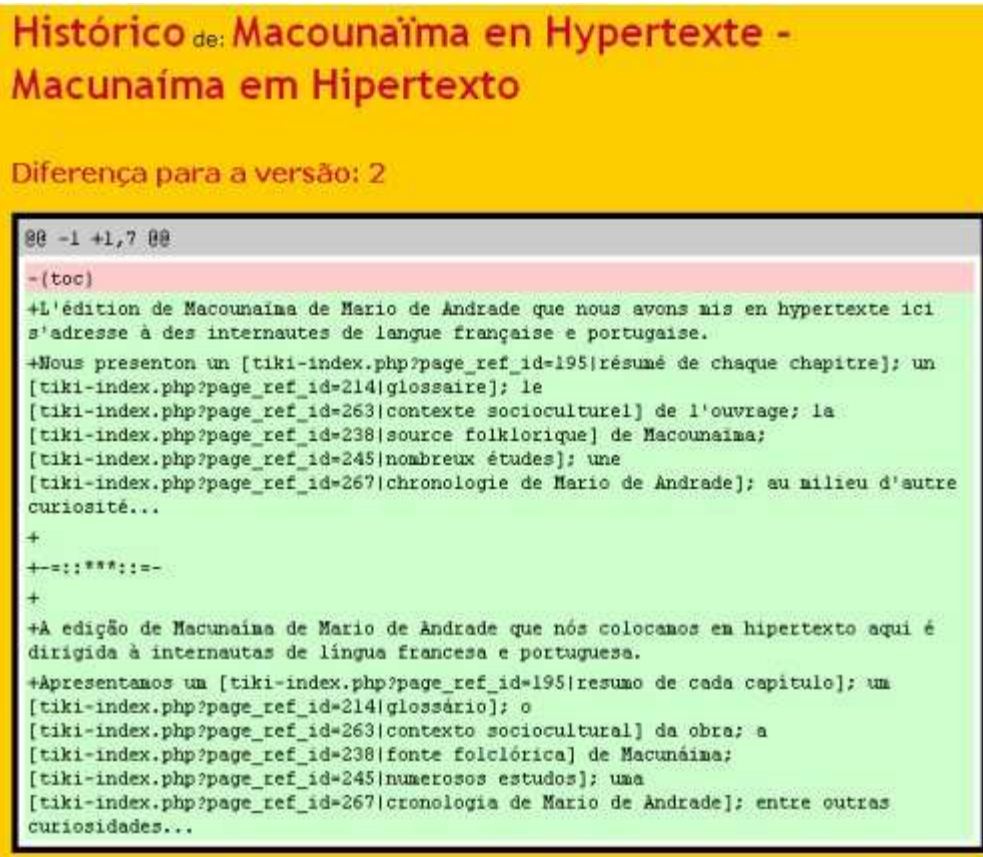 Histórico de: Macounaïma en Hypertexte -
Macunaíma em Hipertexto
Diferença para a versão: 2
@@ -1 +1,7 @@
-{toc}
+L'édition de Macounaïma de Mario de Andrade que nous avons mis en hypertexte ici
s'adresse à des internautes de langue française e portugaise.
+Nous presenton un [tiki-index.php?page_ref_id=195|résumé de chaque chapitre]; un
[tiki-index.php?page_ref_id=214|glossaire]; le
[tiki-index.php?page_ref_id=263|contexte socioculturel] de l'ouvrage; la
[tiki-index.php?page_ref_id=238|source folklorique] de Macounaïma;
[tiki-index.php?page_ref_id=245|nombreux études]; une
[tiki-index.php?page_ref_id=267|chronologie de Mario de Andrade]; au milieu d'autre
curiosité...
+
+-=::***::=-
+
+A edição de Macunaíma de Mario de Andrade que nós colocamos em hipertexto aqui é
dirigida à internautas de língua francesa e portuguesa.
+Apresentamos um [tiki-index.php?page_ref_id=195|resumo de cada capítulo]; um
[tiki-index.php?page_ref_id=214|glossário]; o
[tiki-index.php?page_ref_id=263|contexto sociocultural] da obra; a
[tiki-index.php?page_ref_id=238|fonte folclórica] de Macunáima;
[tiki-index.php?page_ref_id=245|numerosos estudos]; uma
[tiki-index.php?page_ref_id=267|cronologia de Mario de Andrade]; entre outras
curiosidades...